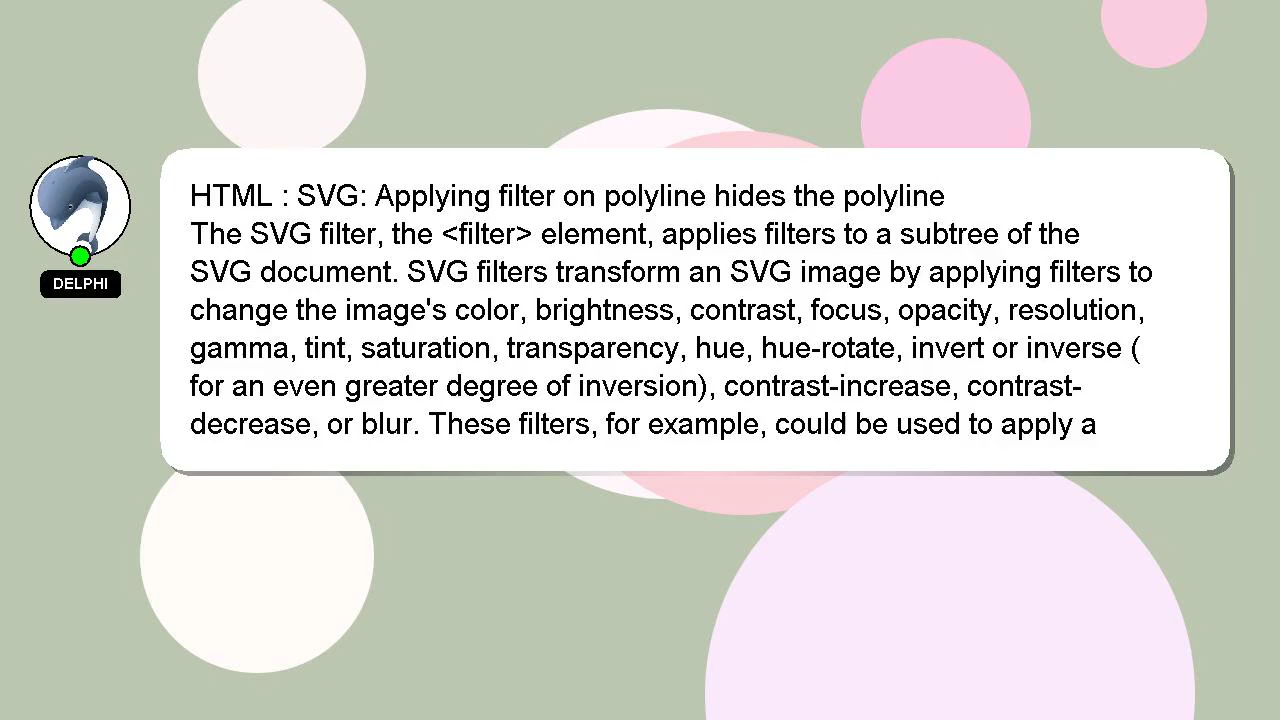 HTML : SVG: Applying filter on polyline hides the polyline
The SVG filter, the <filter> element, applies filters to a subtree of the
SVG document. SVG filters transform an SVG image by applying filters to
change the image's color, brightness, contrast, focus, opacity, resolution,
gamma, tint, saturation, transparency, hue, hue-rotate, invert or inverse (
for an even greater degree of inversion), contrast-increase, contrast-
decrease, or blur. These filters, for example, could be used to apply a
DELPHI